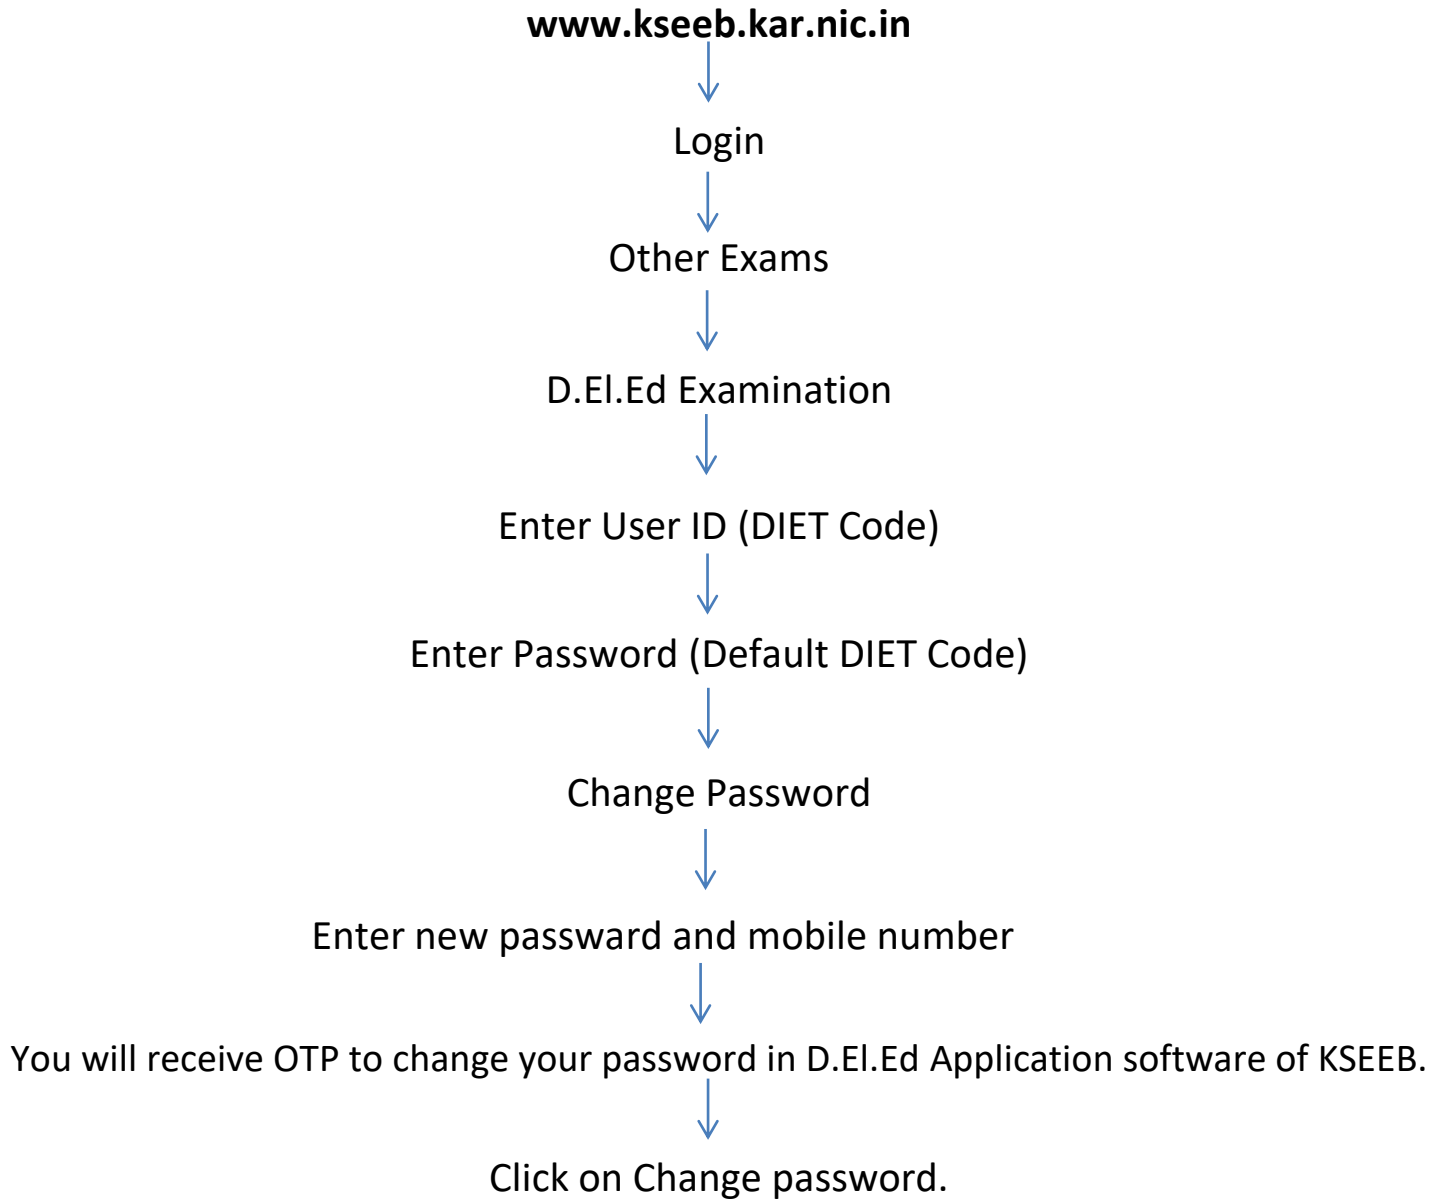 www.kseeb.kar.nic.in
Login
Other Exams
D.El.Ed Examination
Enter User ID (DIET Code)
Enter Password (Default DIET Code)
Change Password
Enter new passward and mobile number
You will receive OTP to change your password in D.El.Ed Application software of KSEEB.
Click on Change password.